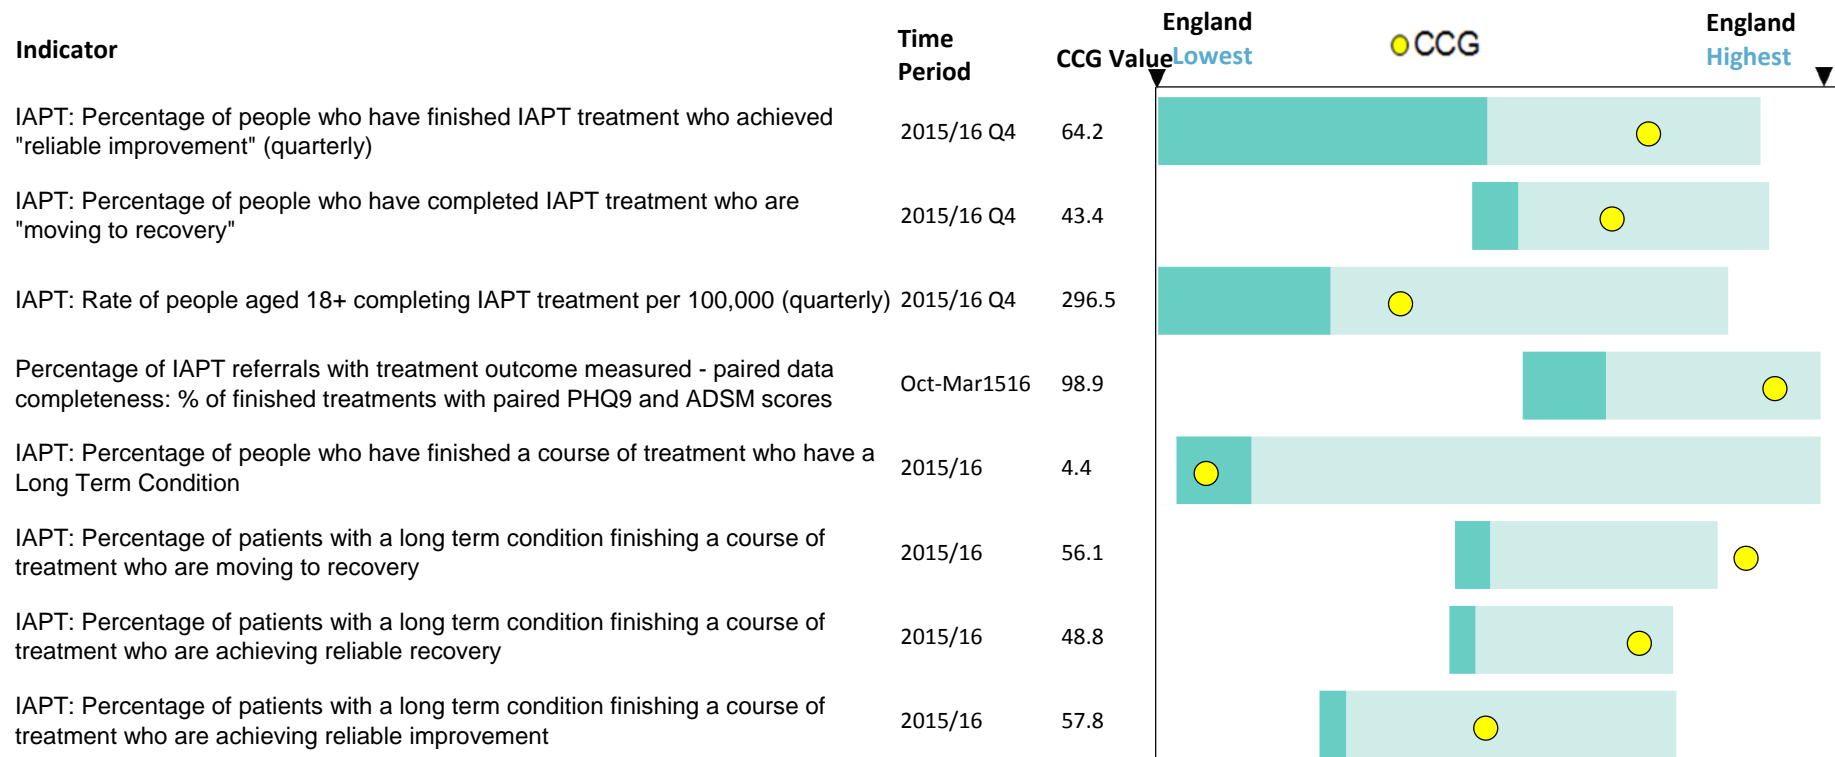 Indicator
Time
Period
CCG Value
England
Lowest
CCG
England
Highest
IAPT: Percentage of people who have finished IAPT treatment who achieved
"reliable improvement" (quarterly)
2015/16 Q4
64.2
IAPT: Percentage of people who have completed IAPT treatment who are
"moving to recovery"
2015/16 Q4
43.4
IAPT: Rate of people aged 18+ completing IAPT treatment per 100,000 (quarterly)
2015/16 Q4
296.5
Percentage of IAPT referrals with treatment outcome measured - paired data
completeness: % of finished treatments with paired PHQ9 and ADSM scores
Oct-Mar1516
98.9
IAPT: Percentage of people who have finished a course of treatment who have a
Long Term Condition
2015/16
4.4
IAPT: Percentage of patients with a long term condition finishing a course of
treatment who are moving to recovery
2015/16
56.1
IAPT: Percentage of patients with a long term condition finishing a course of
treatment who are achieving reliable recovery
2015/16
48.8
IAPT: Percentage of patients with a long term condition finishing a course of
treatment who are achieving reliable improvement
2015/16
57.8